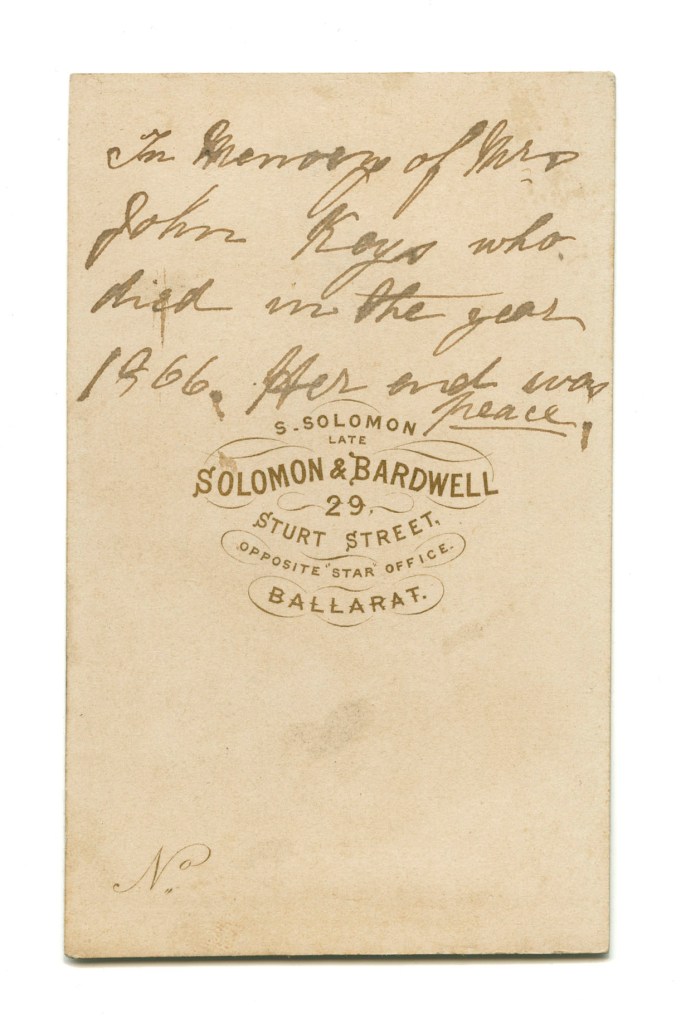 In Memory of Mrs
John Keys who
died in the year
1866. Her end was
peace.
S. SOLOMON
LATE
SOLOMON & BARDWELL
29,
STURT STREET,
OPPOSITE "STAR" OFFICE.
BALLARAT.
No.